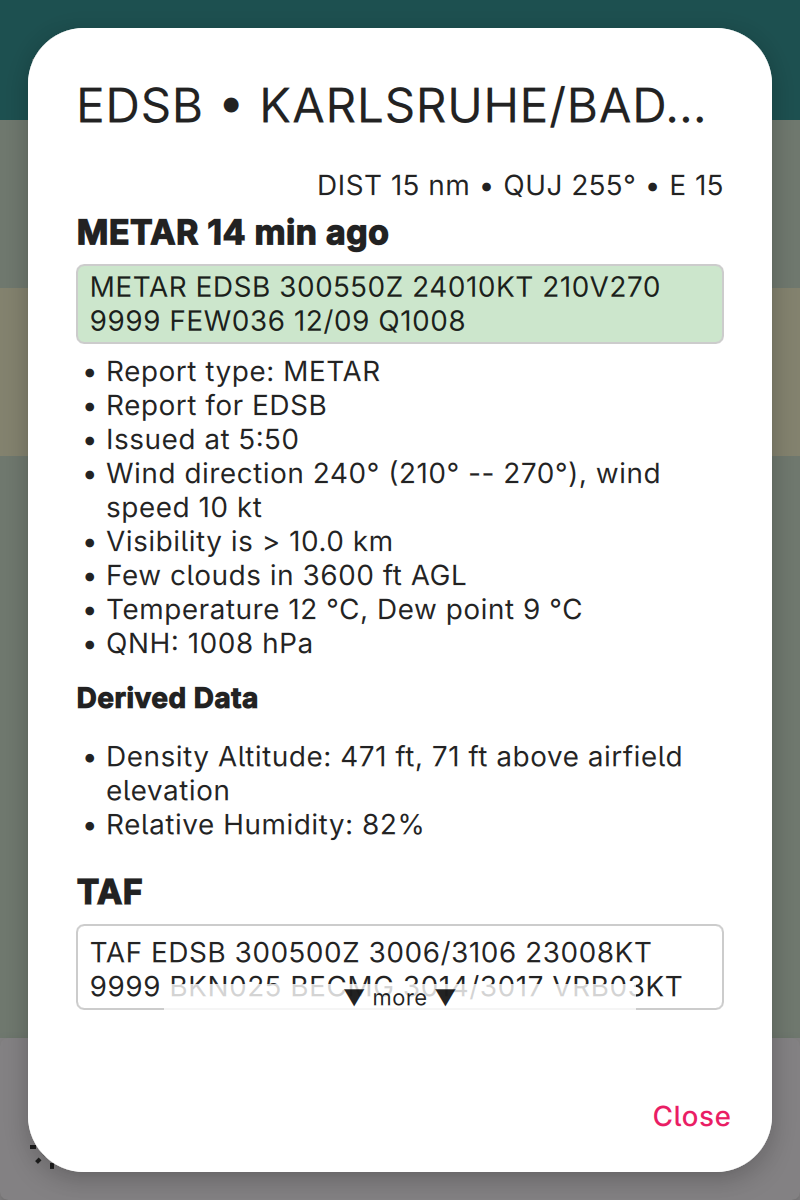 EDSB • KARLSRUHE/BAD...
DIST 15 nm • QUJ 255° • E 15
METAR 14 min ago
METAR EDSB 300550Z 24010KT 210V270
9999 FEW036 12/09 Q1008
• Report type: METAR
• Report for EDSB
• Issued at 5:50
• Wind direction 240° (210° -- 270°), wind
speed 10 kt
• Visibility is > 10.0 km
• Few clouds in 3600 ft AGL
• Temperature 12 °C, Dew point 9 °C
• QNH: 1008 hPa
Derived Data
• Density Altitude: 471 ft, 71 ft above airfield
elevation
• Relative Humidity: 82%
TAF
TAF EDSB 300500Z 3006/3106 23008KT
9999 BKN025 BECMG 3014/3017 VRB03KT
▼ more ▼
Close